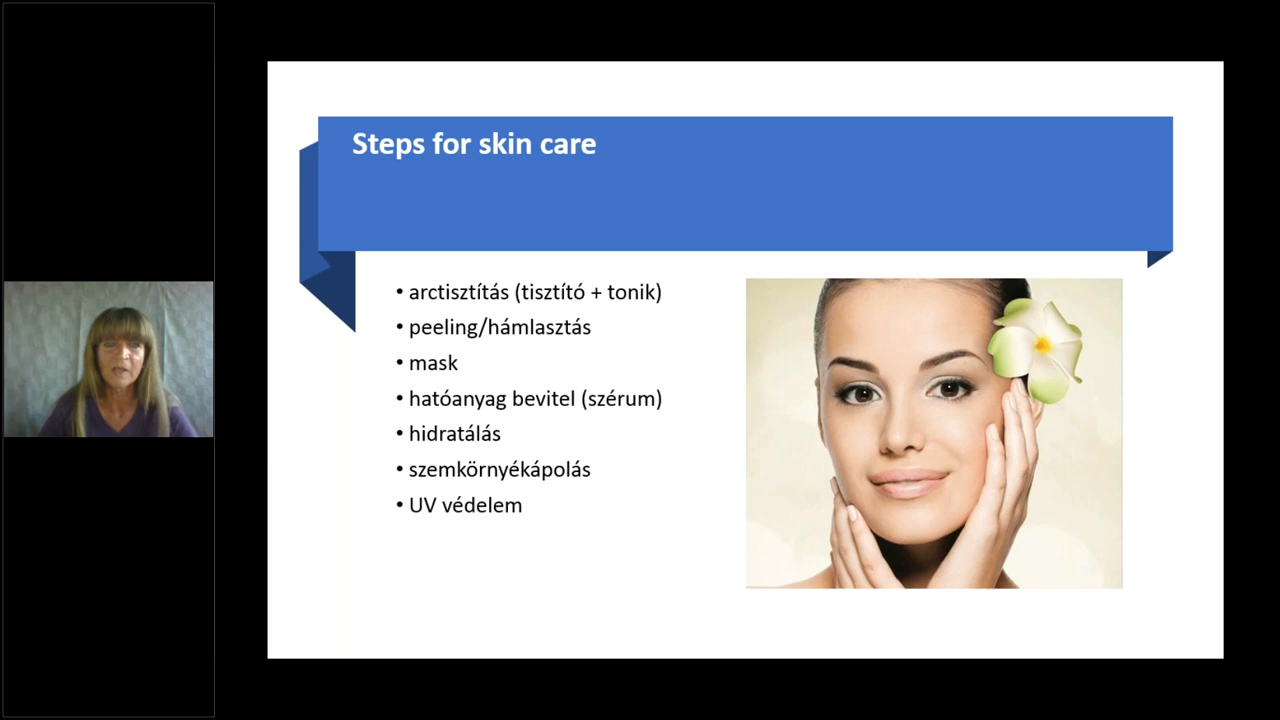 Steps for skin care
• arctisztítás (tisztító + tonik)
• peeling/hámlasztás
• mask
• hatóanyag bevitel (szérum)
• hidratálás
• szemkörnyékápolás
• UV védelem